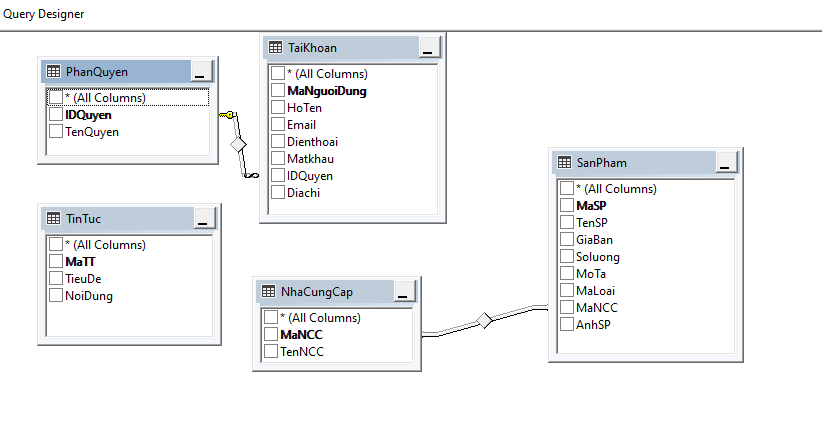 Query Designer
PhanQuyen
* (All Columns)
IDQuyen
TenQuyen
TaiKhoan
* (All Columns)
MaNguoiDung
HoTen
Email
Dienthoai
Matkhau
IDQuyen
Diachi
SanPham
* (All Columns)
MaSP
TenSP
GiaBan
Soluong
MoTa
MaLoai
MaNCC
AnhSP
TinTuc
* (All Columns)
MaTT
TieuDe
NoiDung
NhaCungCap
* (All Columns)
MaNCC
TenNCC